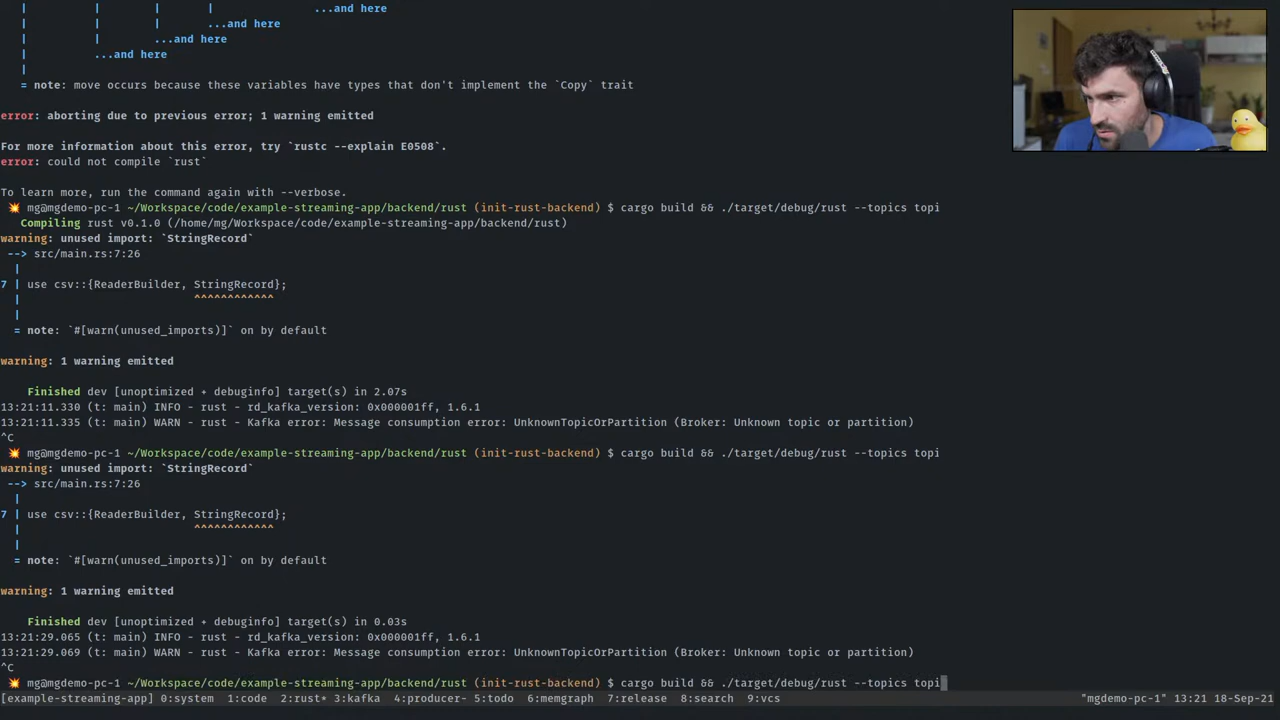 |         |        |       |               ...and here
|         |        |       ...and here
|         |        ...and here
|         ...and here
|
= note: move occurs because these variables have types that don't implement the `Copy` trait
error: aborting due to previous error; 1 warning emitted
For more information about this error, try `rustc --explain E0508`.
error: could not compile `rust`
To learn more, run the command again with --verbose.
💥 mg@mgdemo-pc-1 ~/Workspace/code/example-streaming-app/backend/rust (init-rust-backend) $ cargo build && ./target/debug/rust --topics topi
Compiling rust v0.1.0 (/home/mg/Workspace/code/example-streaming-app/backend/rust)
warning: unused import: `StringRecord`
--> src/main.rs:7:26
|
7 | use csv::{ReaderBuilder, StringRecord};
|                          ^^^^^^^^^^^^
|
= note: `#[warn(unused_imports)]` on by default
warning: 1 warning emitted
Finished dev [unoptimized + debuginfo] target(s) in 2.07s
13:21:11.330 (t: main) INFO - rust - rd_kafka_version: 0x000001ff, 1.6.1
13:21:11.335 (t: main) WARN - rust - Kafka error: Message consumption error: UnknownTopicOrPartition (Broker: Unknown topic or partition)
^C
💥 mg@mgdemo-pc-1 ~/Workspace/code/example-streaming-app/backend/rust (init-rust-backend) $ cargo build && ./target/debug/rust --topics topi
warning: unused import: `StringRecord`
--> src/main.rs:7:26
|
7 | use csv::{ReaderBuilder, StringRecord};
|                          ^^^^^^^^^^^^
|
= note: `#[warn(unused_imports)]` on by default
warning: 1 warning emitted
Finished dev [unoptimized + debuginfo] target(s) in 0.03s
13:21:29.065 (t: main) INFO - rust - rd_kafka_version: 0x000001ff, 1.6.1
13:21:29.069 (t: main) WARN - rust - Kafka error: Message consumption error: UnknownTopicOrPartition (Broker: Unknown topic or partition)
^C
💥 mg@mgdemo-pc-1 ~/Workspace/code/example-streaming-app/backend/rust (init-rust-backend) $ cargo build && ./target/debug/rust --topics topi
[example-streaming-app] 0:system  1:code  2:rust* 3:kafka  4:producer- 5:todo  6:memgraph  7:release  8:search  9:vcs "mgdemo-pc-1" 13:21 18-Sep-21